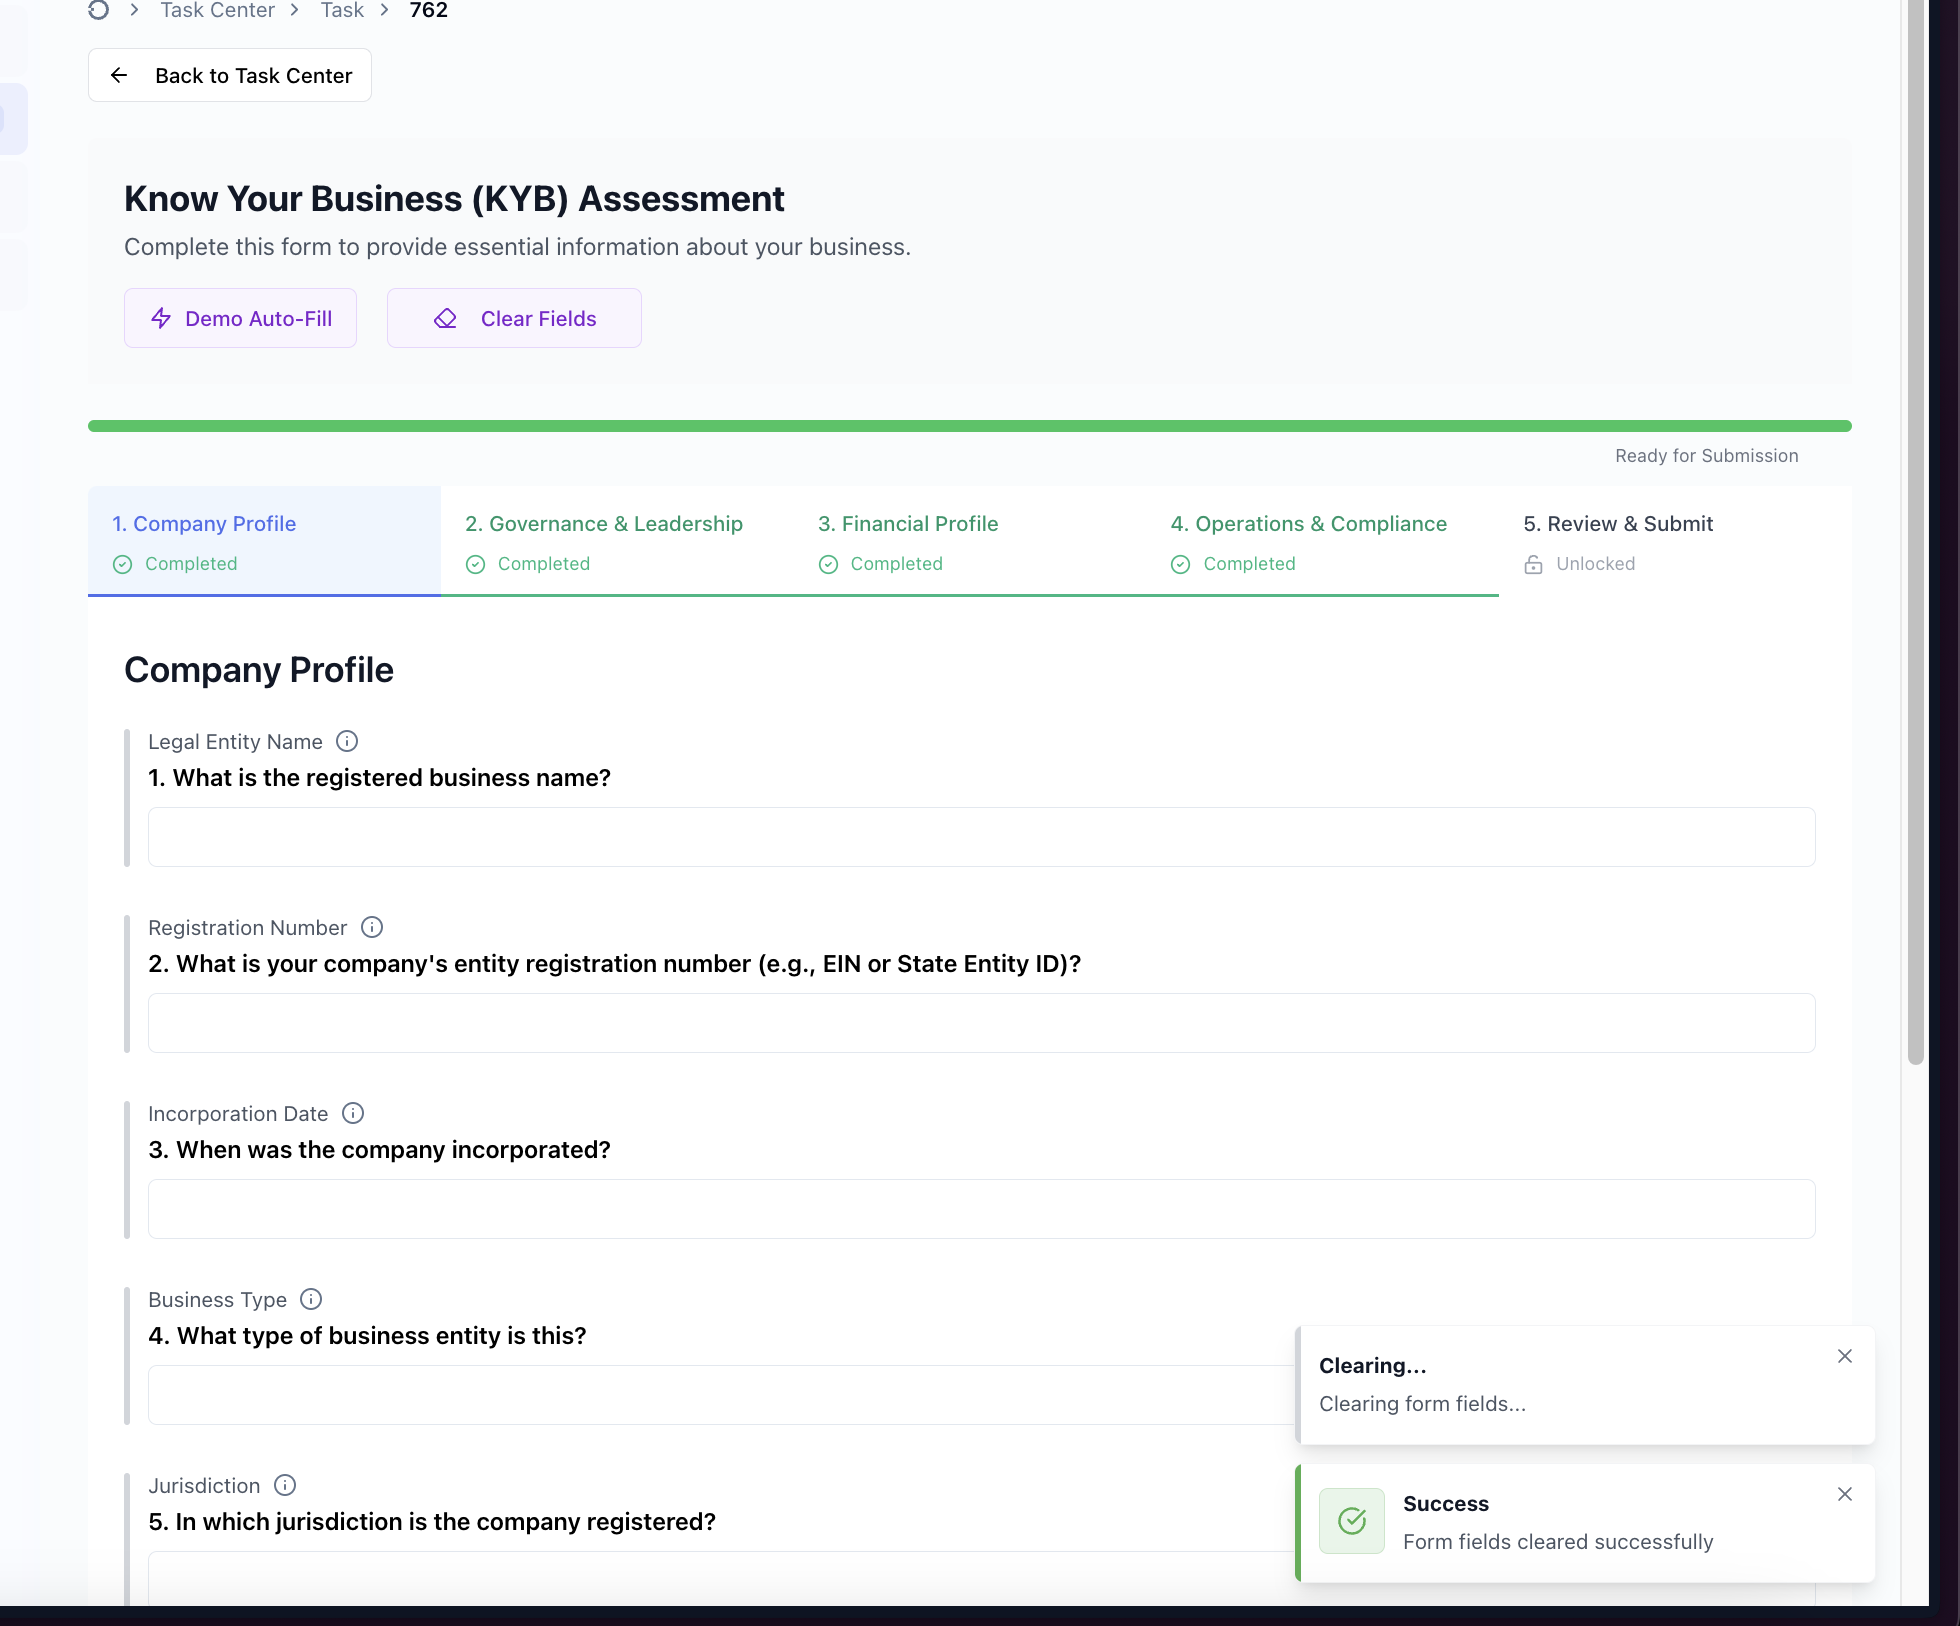 Task Center > Task > 762
Back to Task Center
Know Your Business (KYB) Assessment
Complete this form to provide essential information about your business.
Demo Auto-Fill
Clear Fields
Ready for Submission
1. Company Profile
Completed
2. Governance & Leadership
Completed
3. Financial Profile
Completed
4. Operations & Compliance
Completed
5. Review & Submit
Unlocked
Company Profile
Legal Entity Name
1. What is the registered business name?
Registration Number
2. What is your company's entity registration number (e.g., EIN or State Entity ID)?
Incorporation Date
3. When was the company incorporated?
Business Type
4. What type of business entity is this?
Jurisdiction
5. In which jurisdiction is the company registered?
Clearing...
Clearing form fields...
Success
Form fields cleared successfully